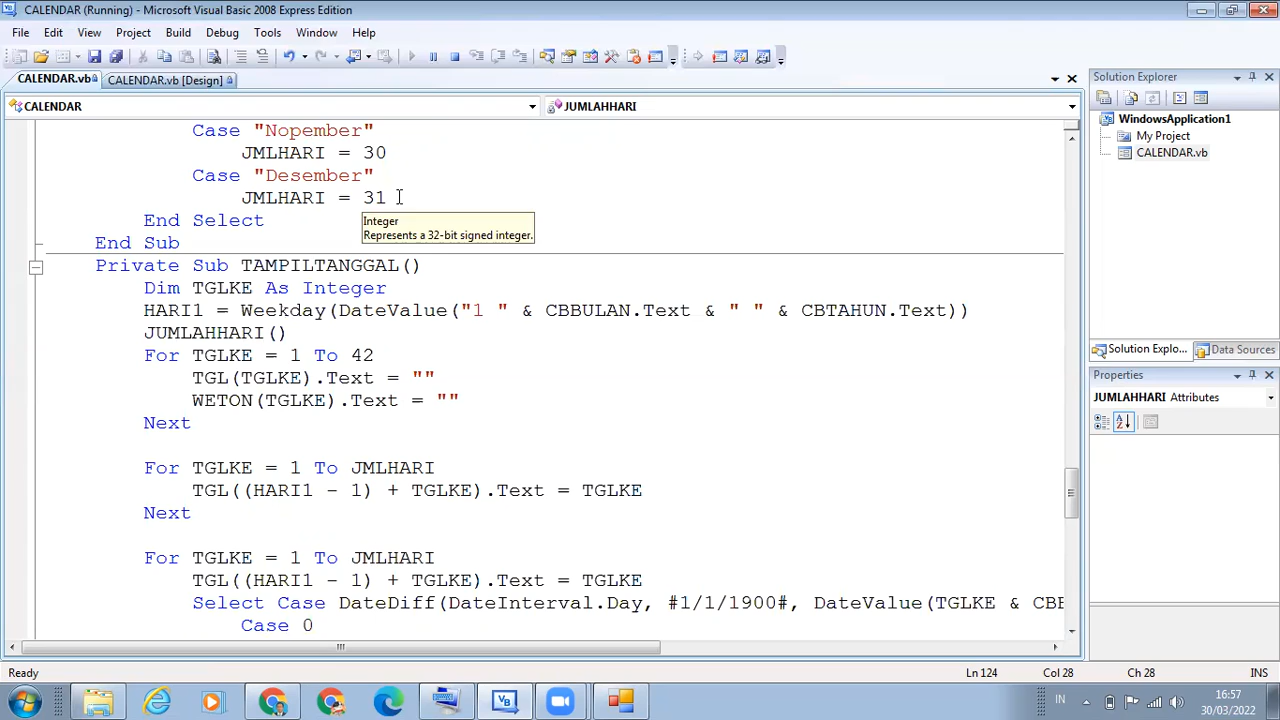 CALENDAR (Running) - Microsoft Visual Basic 2008 Express Edition
File Edit View Project Build Debug Tools Window Help
CALENDAR.vb CALENDAR.vb [Design] Solution Explorer
CALENDAR JUMLAHHARI
WindowsApplication1
My Project
CALENDAR.vb
Case "Nopember"
JMLHARI = 30
Case "Desember"
JMLHARI = 31
Integer
Represents a 32-bit signed integer.
End Select
End Sub
Private Sub TAMPILTANGGAL()
Dim TGLKE As Integer
HARI1 = Weekday(DateValue("1 " & CBBULAN.Text & " " & CBTAHUN.Text))
JUMLAHHARI()
For TGLKE = 1 To 42
TGL(TGLKE).Text = ""
WETON(TGLKE).Text = ""
Next
For TGLKE = 1 To JMLHARI
TGL((HARI1 - 1) + TGLKE).Text = TGLKE
Next
For TGLKE = 1 To JMLHARI
TGL((HARI1 - 1) + TGLKE).Text = TGLKE
Select Case DateDiff(DateInterval.Day, #1/1/1900#, DateValue(TGLKE & CBB
Case 0
Solution Explo... Data Sources
Properties
JUMLAHHARI Attributes
Ready Ln 124 Col 28 Ch 28 INS
IN 16:57
30/03/2022